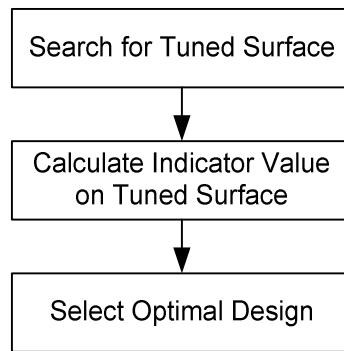 Search for Tuned Surface
Calculate Indicator Value
on Tuned Surface
Select Optimal Design